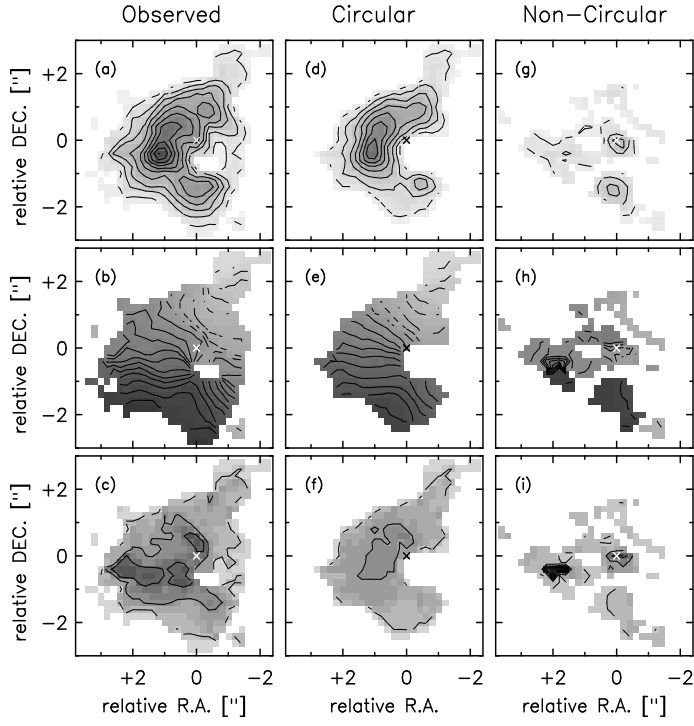 Observed Circular Non-Circular
(a) (d) (g)
+2
0
-2
relative DEC. ["]
(b) (e) (h)
+2
0
-2
relative DEC. ["]
(c) (f) (i)
+2
0
-2
relative DEC. ["]
+2 0 -2 +2 0 -2 +2 0 -2
relative R.A. ["] relative R.A. relative R.A. ["]